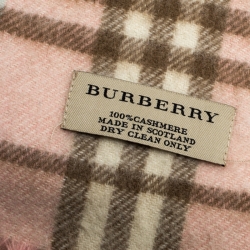 BURBERRY
100% CASHMERE
MADE IN SCOTLAND
DRY CLEAN ONLY